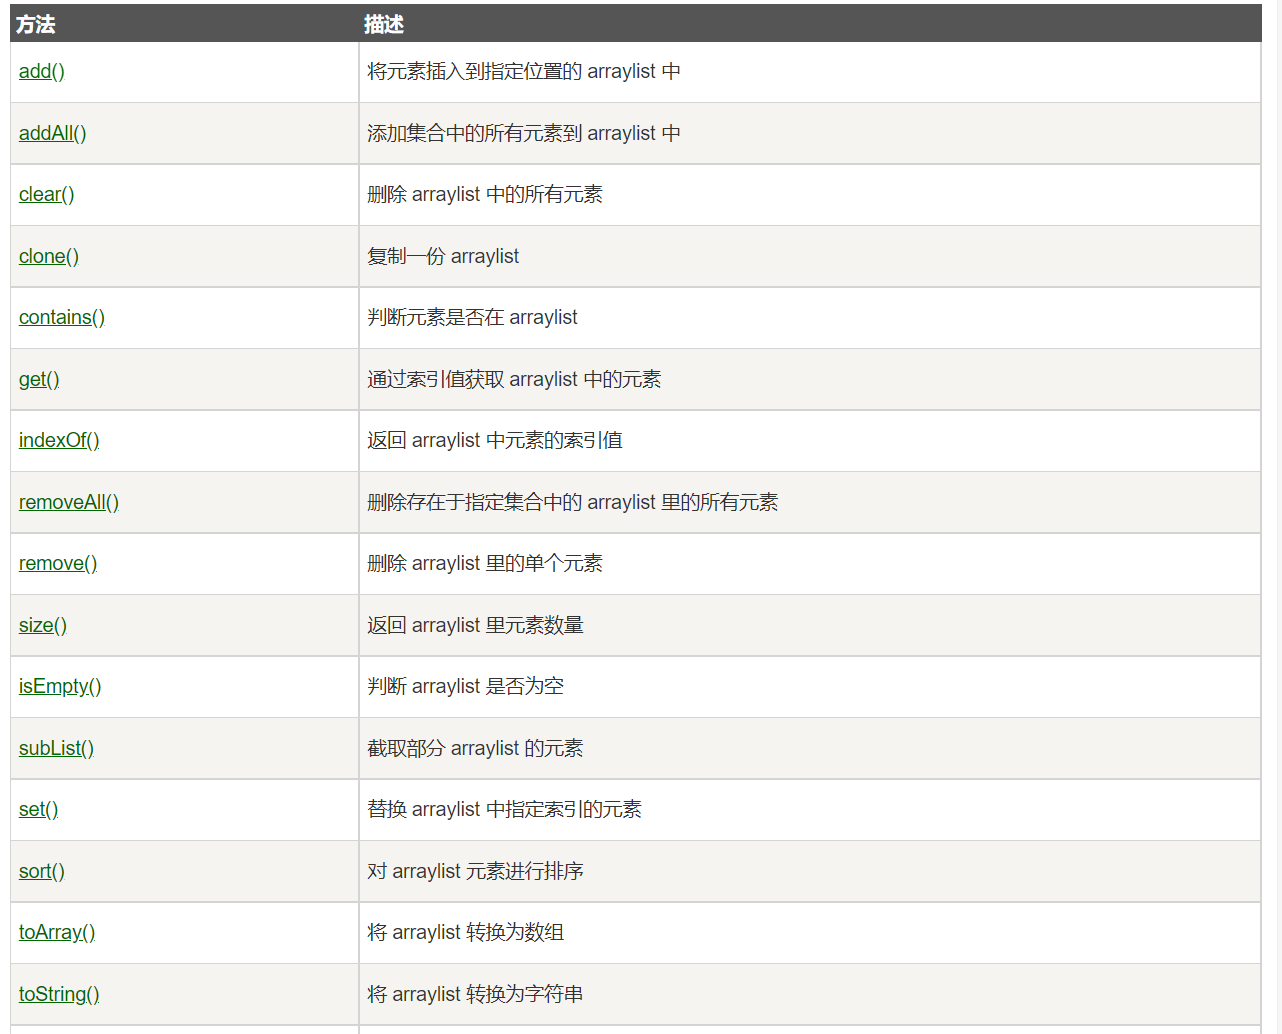 方法 描述
add() 将元素插入到指定位置的 arraylist 中
addAll() 添加集合中的所有元素到 arraylist 中
clear() 删除 arraylist 中的所有元素
clone() 复制一份 arraylist
contains() 判断元素是否在 arraylist
get() 通过索引值获取 arraylist 中的元素
indexOf() 返回 arraylist 中元素的索引值
removeAll() 删除存在于指定集合中的 arraylist 里的所有元素
remove() 删除 arraylist 里的单个元素
size() 返回 arraylist 里元素数量
isEmpty() 判断 arraylist 是否为空
subList() 截取部分 arraylist 的元素
set() 替换 arraylist 中指定索引的元素
sort() 对 arraylist 元素进行排序
toArray() 将 arraylist 转换为数组
toString() 将 arraylist 转换为字符串